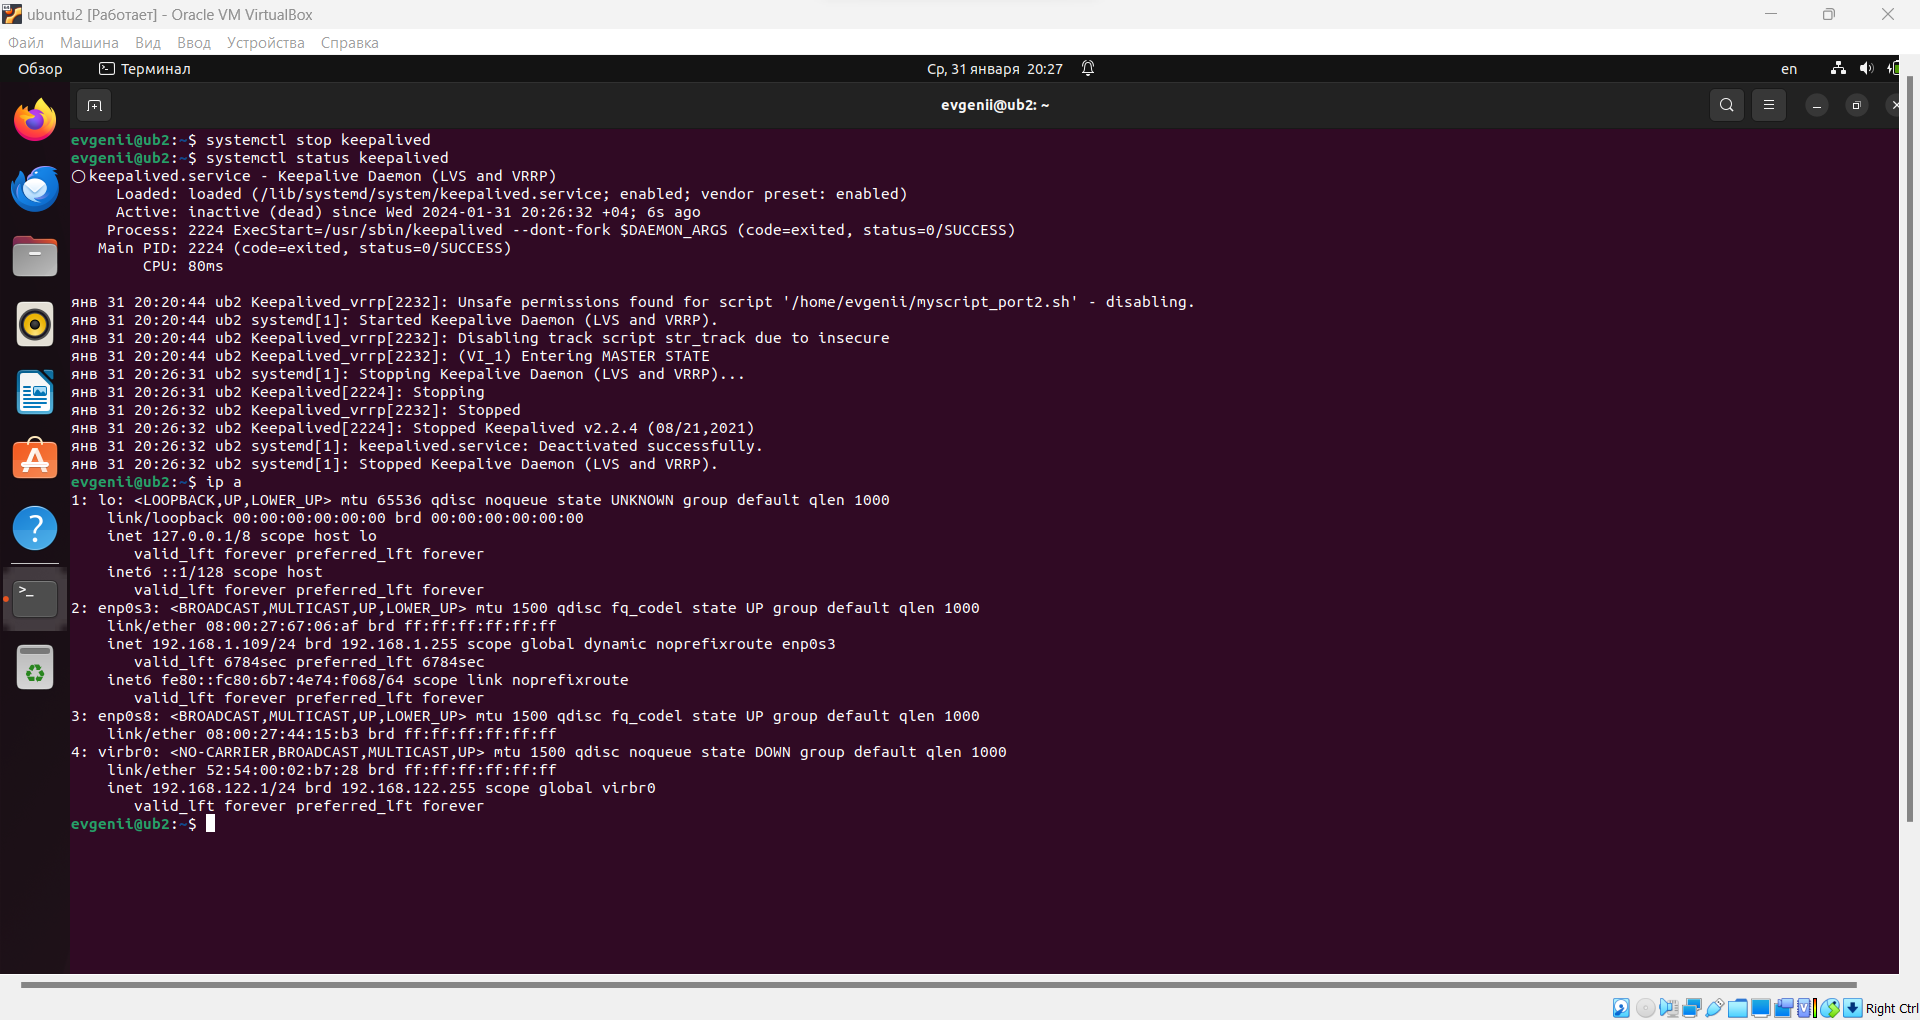 ubuntu2 [Работает] - Oracle VM VirtualBox
Файл Машина Вид Ввод Устройства Справка
Обзор Терминал Ср, 31 января 20:27 en
evgenii@ub2: ~
evgenii@ub2:~$ systemctl stop keepalived
evgenii@ub2:~$ systemctl status keepalived
○ keepalived.service - Keepalive Daemon (LVS and VRRP)
Loaded: loaded (/lib/systemd/system/keepalived.service; enabled; vendor preset: enabled)
Active: inactive (dead) since Wed 2024-01-31 20:26:32 +04; 6s ago
Process: 2224 ExecStart=/usr/sbin/keepalived --dont-fork $DAEMON_ARGS (code=exited, status=0/SUCCESS)
Main PID: 2224 (code=exited, status=0/SUCCESS)
CPU: 80ms
янв 31 20:20:44 ub2 Keepalived_vrrp[2232]: Unsafe permissions found for script '/home/evgenii/myscript_port2.sh' - disabling.
янв 31 20:20:44 ub2 systemd[1]: Started Keepalive Daemon (LVS and VRRP).
янв 31 20:20:44 ub2 Keepalived_vrrp[2232]: Disabling track script str_track due to insecure
янв 31 20:20:44 ub2 Keepalived_vrrp[2232]: (VI_1) Entering MASTER STATE
янв 31 20:26:31 ub2 systemd[1]: Stopping Keepalive Daemon (LVS and VRRP)...
янв 31 20:26:31 ub2 Keepalived[2224]: Stopping
янв 31 20:26:32 ub2 Keepalived_vrrp[2232]: Stopped
янв 31 20:26:32 ub2 Keepalived[2224]: Stopped Keepalived v2.2.4 (08/21,2021)
янв 31 20:26:32 ub2 systemd[1]: keepalived.service: Deactivated successfully.
янв 31 20:26:32 ub2 systemd[1]: Stopped Keepalive Daemon (LVS and VRRP).
evgenii@ub2:~$ ip a
1: lo: <LOOPBACK,UP,LOWER_UP> mtu 65536 qdisc noqueue state UNKNOWN group default qlen 1000
link/loopback 00:00:00:00:00:00 brd 00:00:00:00:00:00
inet 127.0.0.1/8 scope host lo
valid_lft forever preferred_lft forever
inet6 ::1/128 scope host
valid_lft forever preferred_lft forever
2: enp0s3: <BROADCAST,MULTICAST,UP,LOWER_UP> mtu 1500 qdisc fq_codel state UP group default qlen 1000
link/ether 08:00:27:67:06:af brd ff:ff:ff:ff:ff:ff
inet 192.168.1.109/24 brd 192.168.1.255 scope global dynamic noprefixroute enp0s3
valid_lft 6784sec preferred_lft 6784sec
inet6 fe80::fc80:6b7:4e74:f068/64 scope link noprefixroute
valid_lft forever preferred_lft forever
3: enp0s8: <BROADCAST,MULTICAST,UP,LOWER_UP> mtu 1500 qdisc fq_codel state UP group default qlen 1000
link/ether 08:00:27:44:15:b3 brd ff:ff:ff:ff:ff:ff
4: virbr0: <NO-CARRIER,BROADCAST,MULTICAST,UP> mtu 1500 qdisc noqueue state DOWN group default qlen 1000
link/ether 52:54:00:02:b7:28 brd ff:ff:ff:ff:ff:ff
inet 192.168.122.1/24 brd 192.168.122.255 scope global virbr0
valid_lft forever preferred_lft forever
evgenii@ub2:~$
Right Ctrl